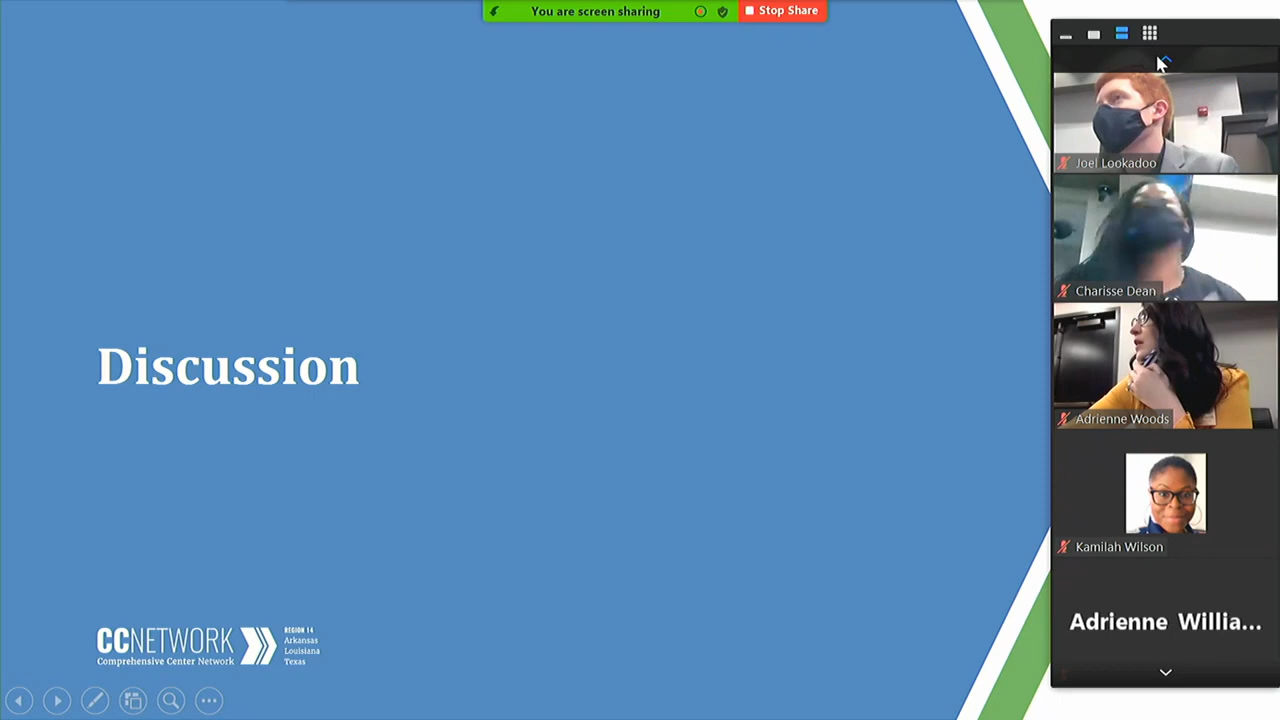 You are screen sharing
Stop Share
Joel Lookadoo
Charisse Dean
Adrienne Woods
Discussion
Kamilah Wilson
Adrienne Willia...
CCNETWORK
Comprehensive Center Network
REGION 14
Arkansas
Louisiana
Texas